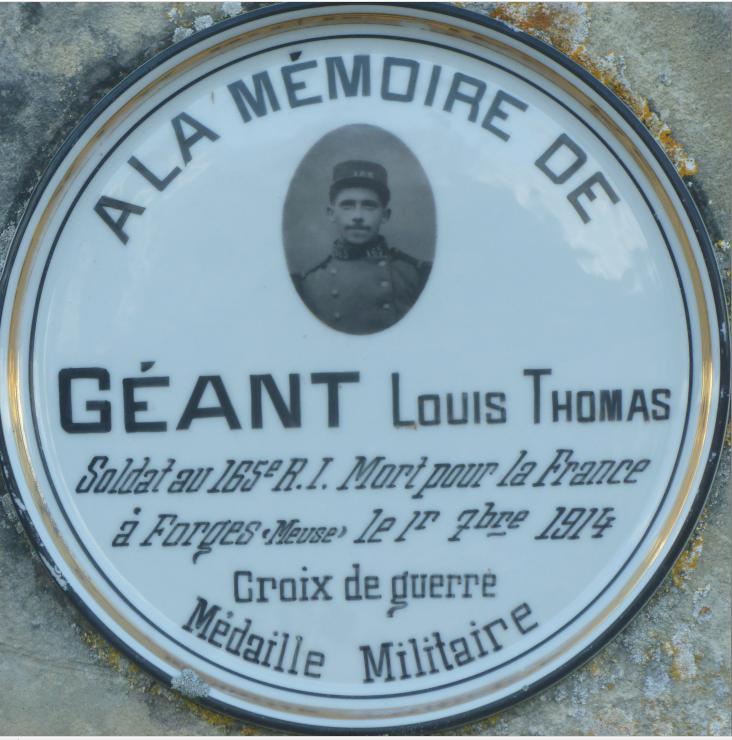 A LA MÉMOIRE DE
GÉANT LOUIS THOMAS
Soldat au 165e R.I. Mort pour la France
à Forges «Meuse» le 1r 7bre 1914
Croix de guerre
Médaille Militaire